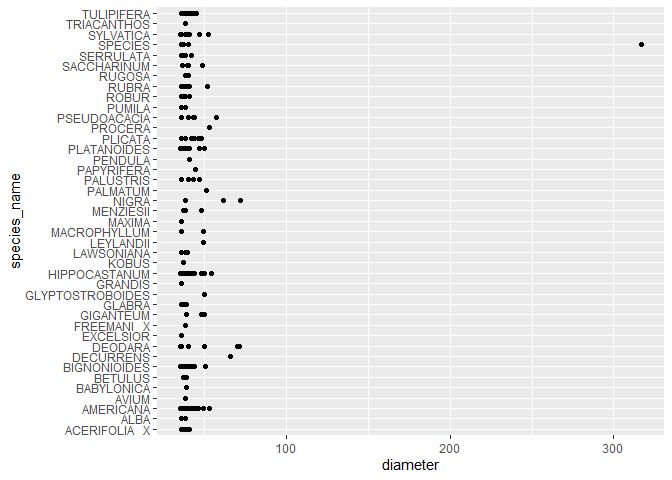 TULIPIFERA
TRIACANTHOS
SYLVATICA
SPECIES
SERRULATA
SACCHARINUM
RUGOSA
RUBRA
ROBUR
PUMILA
PSEUDOACACIA
PROCERA
PLICATA
PLATANOIDES
PENDULA
PAPYRIFERA
PALUSTRIS
PALMATUM
NIGRA
MENZIESII
MAXIMA
MACROPHYLLUM
LEYLANDII
LAWSONIANA
KOBUS
HIPPOCASTANUM
GRANDIS
GLYPTOSTROBOIDES
GLABRA
GIGANTEUM
FREEMANI X
EXCELSIOR
DEODARA
DECURRENS
BIGNONIOIDES
BETULUS
BABYLONICA
AVIUM
AMERICANA
ALBA
ACERIFOLIA X
species_name
100 200 300
diameter